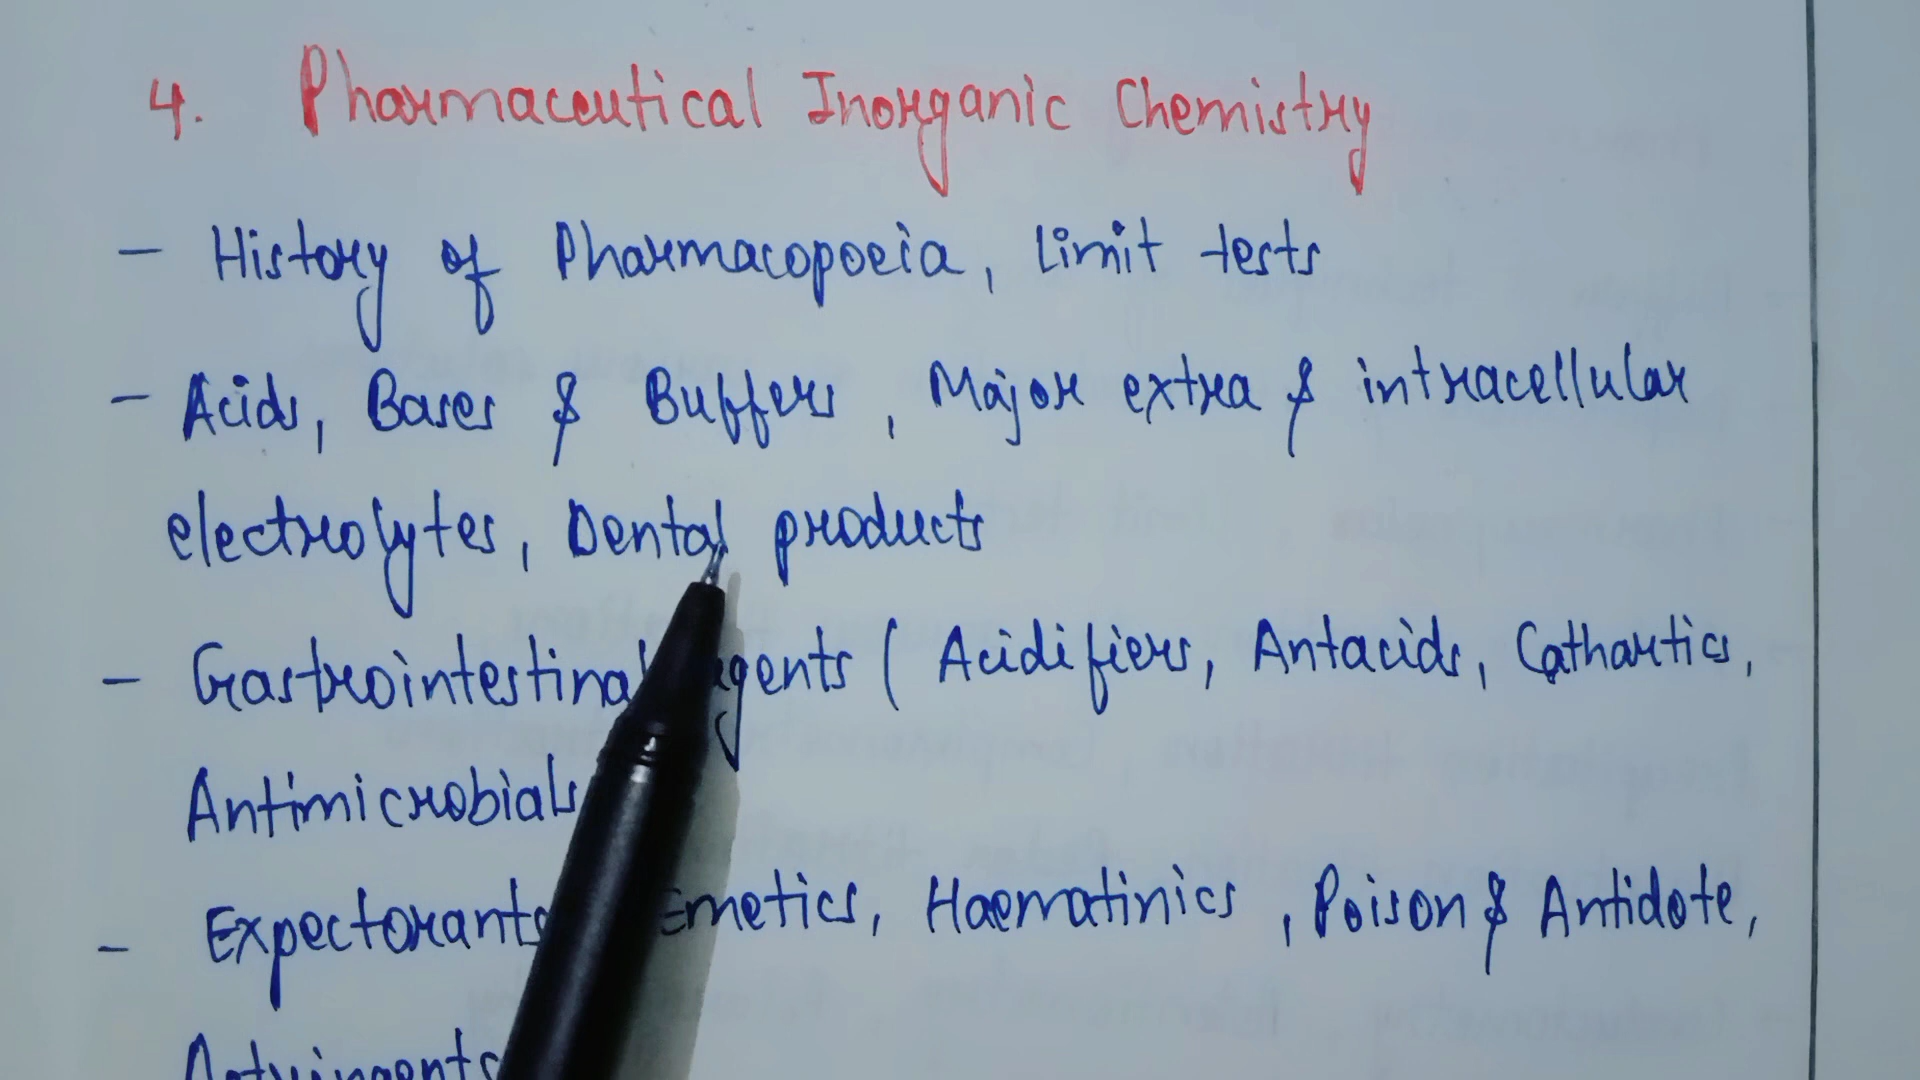 4. Pharmaceutical Inorganic Chemistry
- History of Pharmacopoeia, Limit tests
- Acids, Bases & Buffers, Major extra & intracellular
electrolytes, Dental products
- Gastrointestinal agents ( Acidifiers, Antacids, Cathartics,
Antimicrobials
- Expectorants Emetics, Haematinics, Poison & Antidote,
Astringents